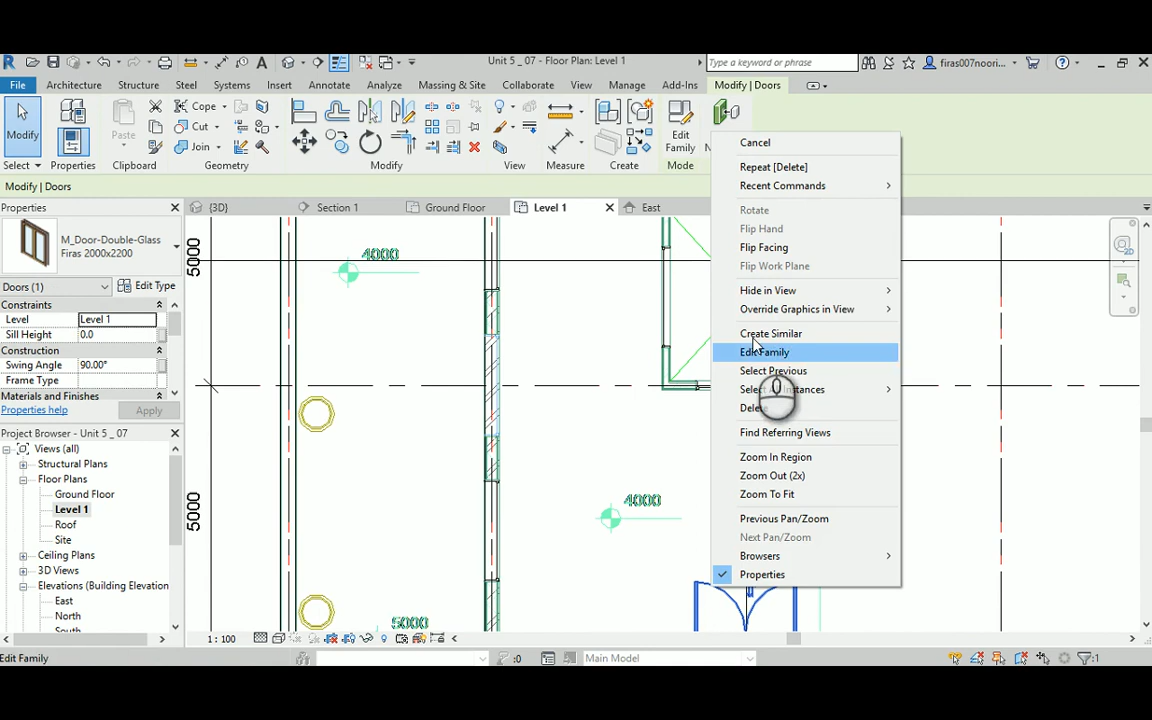 Unit 5 _ 07 - Floor Plan: Level 1
Type a keyword or phrase
firas007noori...
File
Architecture
Structure
Steel
Systems
Insert
Annotate
Analyze
Massing & Site
Collaborate
View
Manage
Add-Ins
Modify | Doors
Modify
Select
Properties
Paste
Clipboard
Cope
Cut
Join
Geometry
Modify
View
Measure
Create
Edit
Family
Mode
Modify | Doors
Properties
{3D}
Section 1
Ground Floor
Level 1
East
M_Door-Double-Glass
Firas 2000x2200
Doors (1)
Edit Type
Constraints
Level
Level 1
Sill Height
0.0
Construction
Swing Angle
90.00°
Frame Type
Materials and Finishes
Properties help
Apply
Project Browser - Unit 5 _ 07
Views (all)
Structural Plans
Floor Plans
Ground Floor
Level 1
Roof
Site
Ceiling Plans
3D Views
Elevations (Building Elevation
East
North
South
5000
5000
4000
4000
5000
Cancel
Repeat [Delete]
Recent Commands
Rotate
Flip Hand
Flip Facing
Flip Work Plane
Hide in View
Override Graphics in View
Create Similar
Edit Family
Select Previous
Select All Instances
Delete
Find Referring Views
Zoom In Region
Zoom Out (2x)
Zoom To Fit
Previous Pan/Zoom
Next Pan/Zoom
Browsers
Properties
1 : 100
Edit Family
:0
Main Model
:1